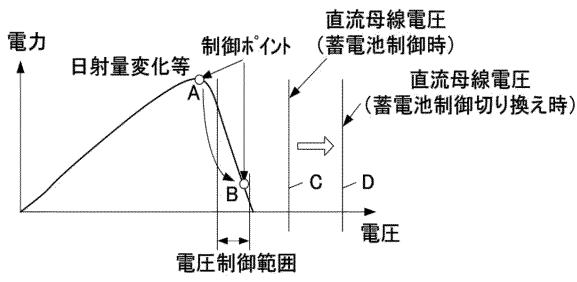 電力
日射量変化等
制御ﾎﾟｲﾝﾄ
直流母線電圧
（蓄電池制御時）
直流母線電圧
（蓄電池制御切り換え時）
A
B
C
D
電圧
電圧制御範囲